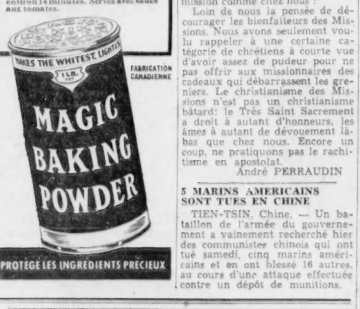 environ 14 minutes. Servez avec sauce
aux tomates.
MAKES THE WHITEST, LIGHTEST
1 LB.
MAGIC
BAKING
POWDER
FABRICATION
CANADIENNE
PROTÈGE LES INGRÉDIENTS PRÉCIEUX
mission comme chez nous!
Loin de nous la pensée de dé-
courager les bienfaiteurs des Mis-
sions. Nous avons seulement vou-
lu rappeler à une certaine ca-
tégorie de chrétiens à courte vue
d'avoir assez de pudeur pour ne
pas offrir aux missionnaires des
cadeaux qui débarrassent les gre-
niers. Le christianisme des Mis-
sions n'est pas un christianisme
bâtard: le Très Saint Sacrement
a droit à autant d'honneurs, les
âmes à autant de dévouement là-
bas que chez nous. Encore un
coup, ne pratiquons pas le rachi-
tisme en apostolat.
André PERRAUDIN
5 MARINS AMERICAINS
SONT TUES EN CHINE
TIEN-TSIN, Chine. — Un ba-
taillon de l'armée du gouverne-
ment a vainement recherché hier
des communistes chinois qui ont
tué samedi, cinq marins améri-
cains et en ont blessé 16 autres,
au cours d'une attaque effectuée
contre un dépôt de munitions.